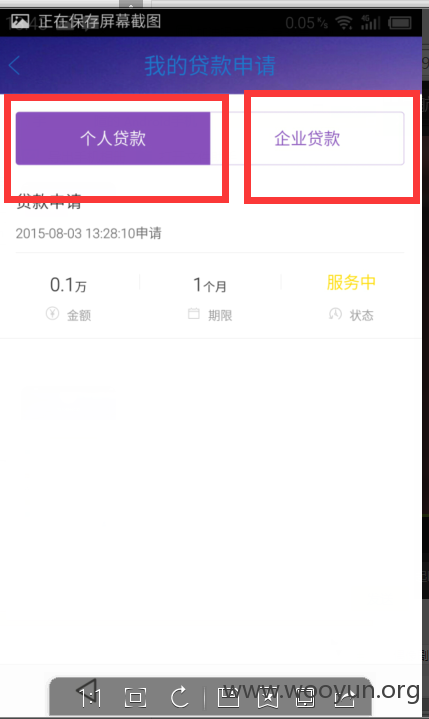 正在保存屏幕截图 0.05 K/s
我的贷款申请
个人贷款 企业贷款
贷款申请
2015-08-03 13:28:10申请
0.1万 1个月 服务中
金额 期限 状态
1:1
www.wooyun.org